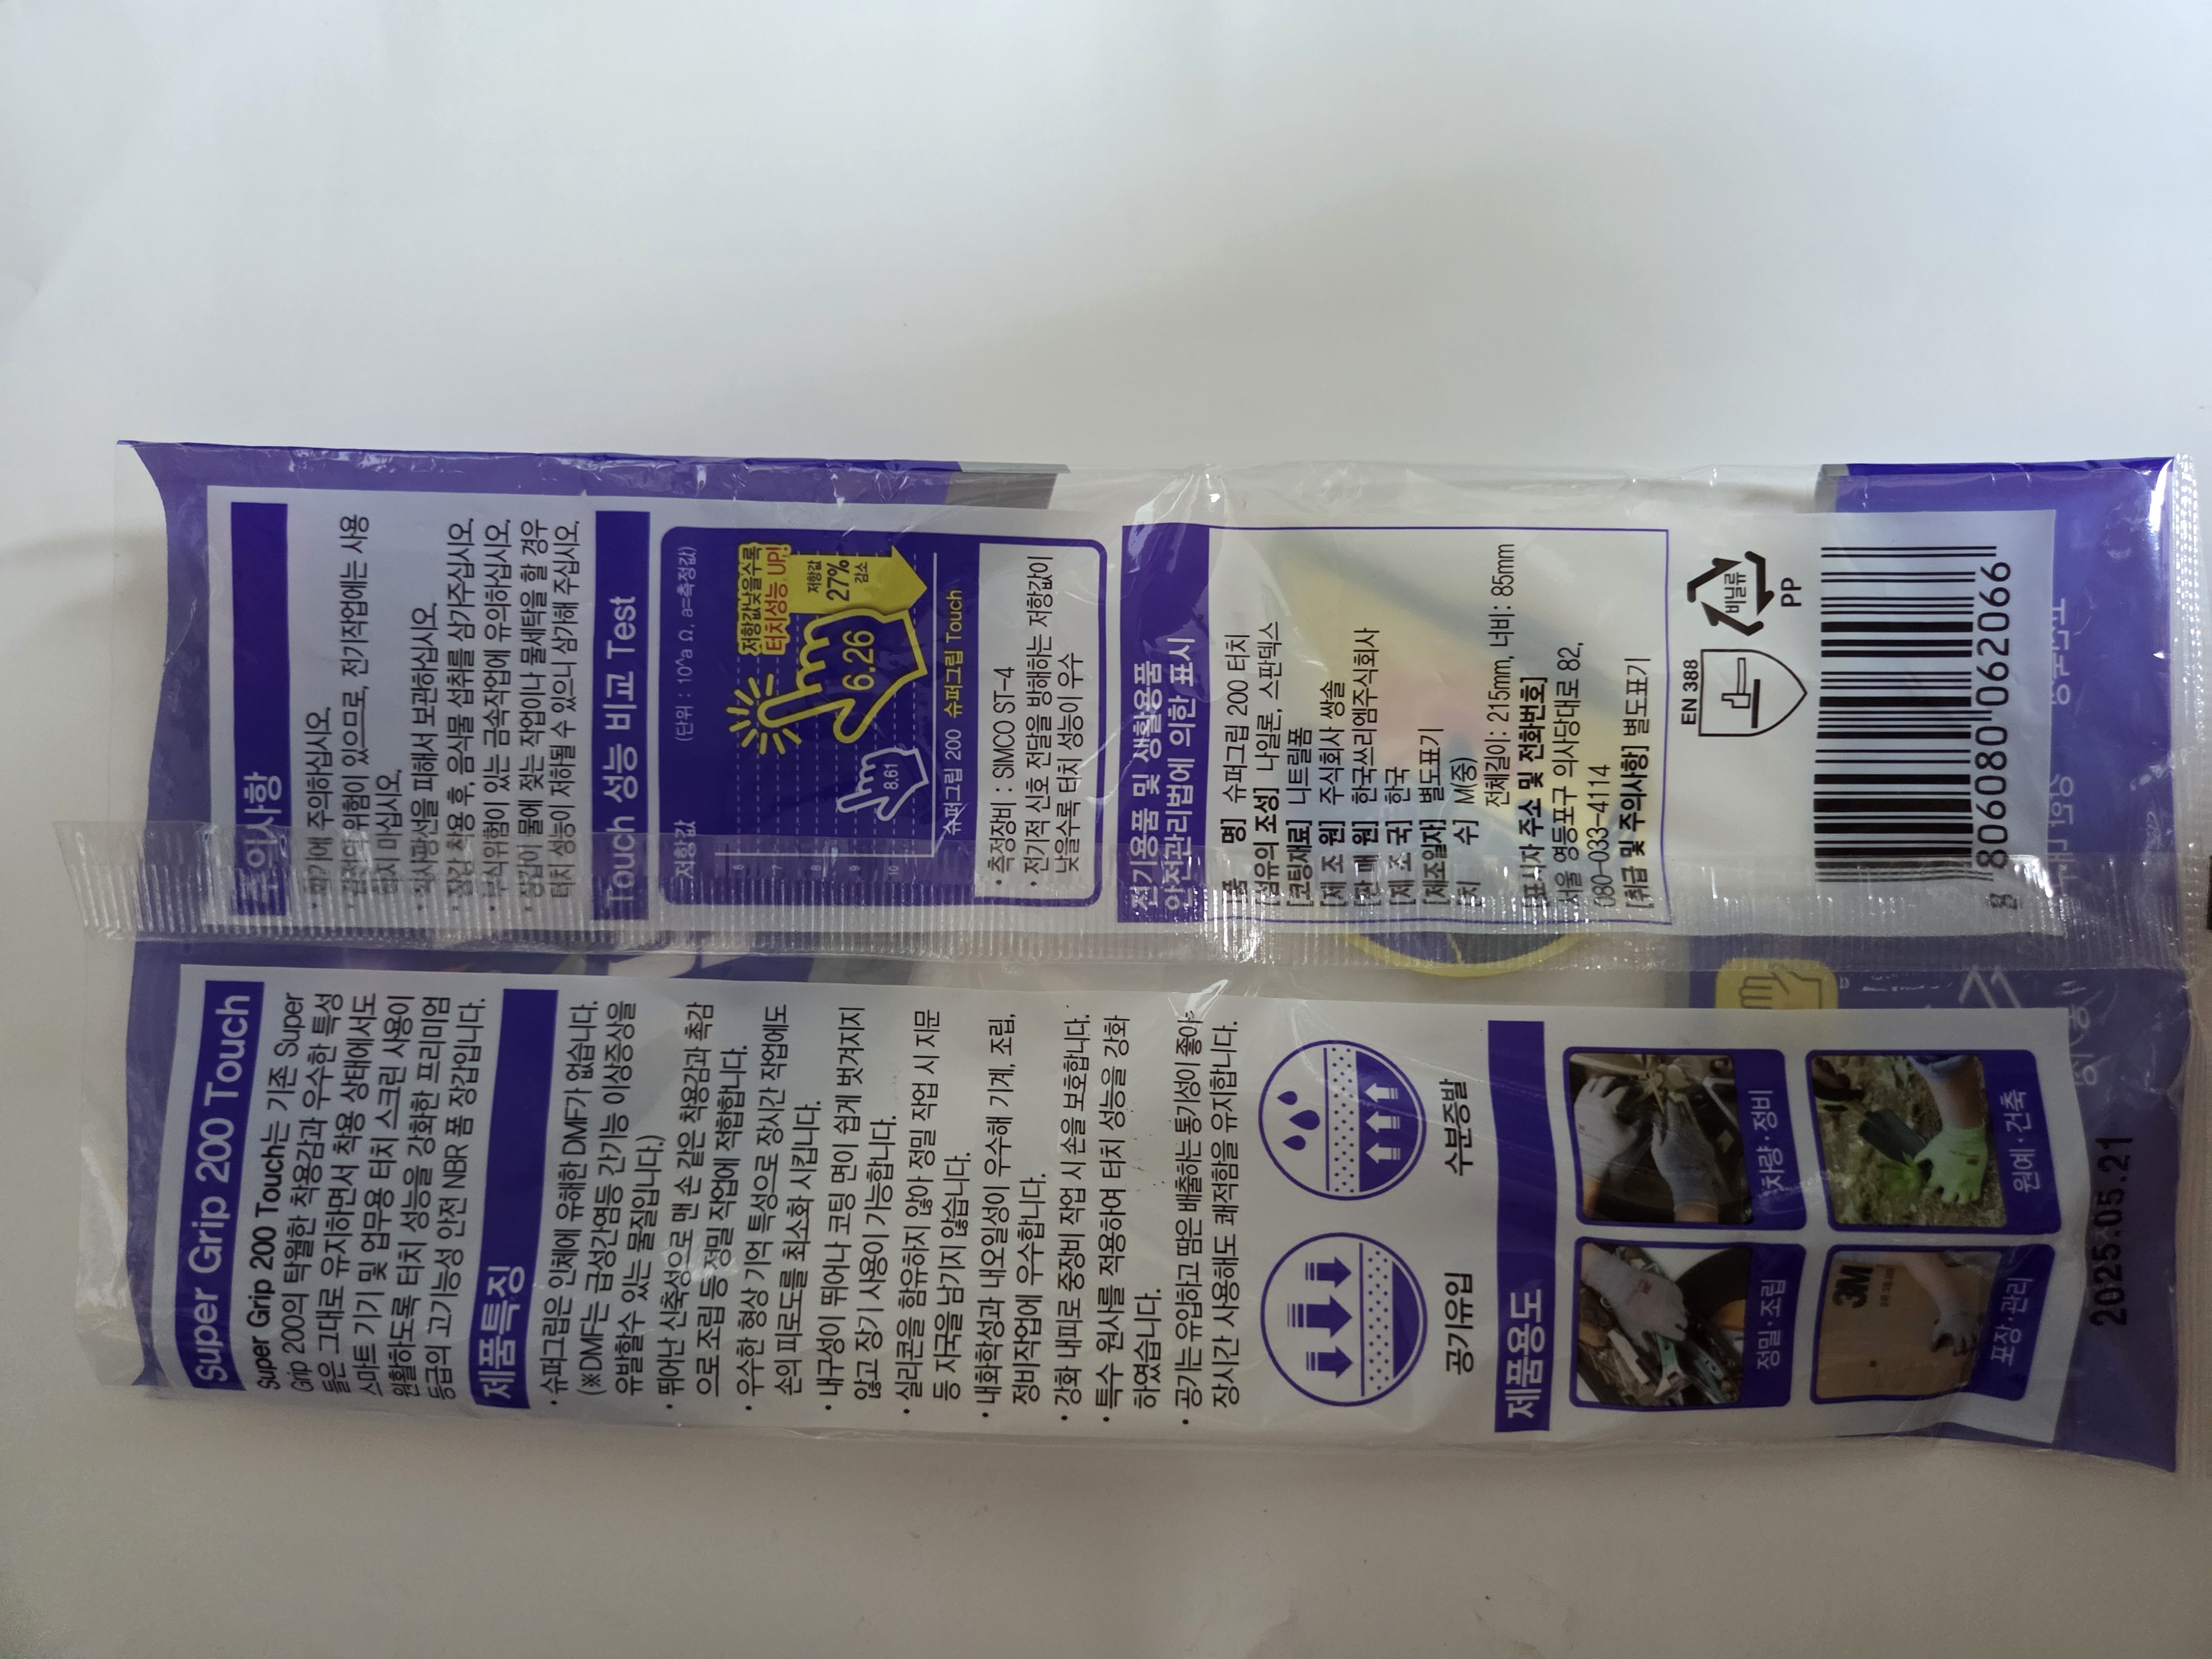 Super Grip 200 Touch
Super Grip 200 Touch는 기존 Super
Grip 200의 탁월한 착용감과 우수한 특성
들은 그대로 유지하면서 착용 상태에서도
스마트 기기 및 업무용 터치 스크린 사용이
원활하도록 터치 성능을 강화한 프리미엄
등급의 고기능성 안전 NBR 폼 장갑입니다.
제품특징
· 슈퍼그립은 인체에 유해한 DMF가 없습니다.
(※DMF는 급성간염등 간기능 이상증상을
유발할수 있는 물질입니다.)
· 뛰어난 신축성으로 맨 손 같은 착용감과 촉감
으로 조립 등 정밀 작업에 적합합니다.
· 우수한 형상 기억 특성으로 장시간 작업에도
손의 피로도를 최소화 시킵니다.
· 내구성이 뛰어나 코팅 면이 쉽게 벗겨지지
않고 장기 사용이 가능합니다.
· 실리콘을 함유하지 않아 정밀 작업 시 지문
등 자국을 남기지 않습니다.
· 내화학성과 내오일성이 우수해 기계, 조립,
정비작업에 우수합니다.
· 강화 내피로 중장비 작업 시 손을 보호합니다.
· 특수 원사를 적용하여 터치 성능을 강화
하였습니다.
· 공기는 유입하고 땀은 배출하는 통기성이 좋아
장시간 사용해도 쾌적함을 유지합니다.
공기유입 수분증발
제품용도
정밀·조립 차량·정비
3M
포장·관리 원예·건축
2025.05.21
주의사항
· 화기에 주의하십시오.
· 감전의 위험이 있으므로, 전기작업에는 사용
하지 마십시오.
· 직사광선을 피해서 보관하십시오.
· 장갑 착용 후, 음식물 섭취를 삼가주십시오.
· 부식위험이 있는 금속작업에 유의하십시오.
· 장갑이 물에 젖는 작업이나 물세탁을 할 경우
터치 성능이 저하될 수 있으니 삼가해 주십시오.
Touch 성능 비교 Test
저항값 (단위 : 10^a Ω, a=측정값)
저항값낮을수록
터치성능 UP!
저항값
27%
감소
6
7
8
9
10
8.61
6.26
슈퍼그립 200 슈퍼그립 Touch
· 측정장비 : SIMCO ST-4
· 전기적 신호 전달을 방해하는 저항값이
낮을수록 터치 성능이 우수
전기용품 및 생활용품
안전관리법에 의한 표시
[품 명] 슈퍼그립 200 터치
[섬유의 조성] 나일론, 스판덱스
[코팅재료] 니트릴폼
[제 조 원] 주식회사 쌍솔
[판 매 원] 한국쓰리엠주식회사
[제 조 국] 한국
[제조일자] 별도표기
[치 수] M(중)
전체길이: 215mm, 너비: 85mm
[표시자 주소 및 전화번호]
서울 영등포구 의사당대로 82,
080-033-4114
[취급 및 주의사항] 별도표기
EN 388
비닐류
PP
8 806080 062066